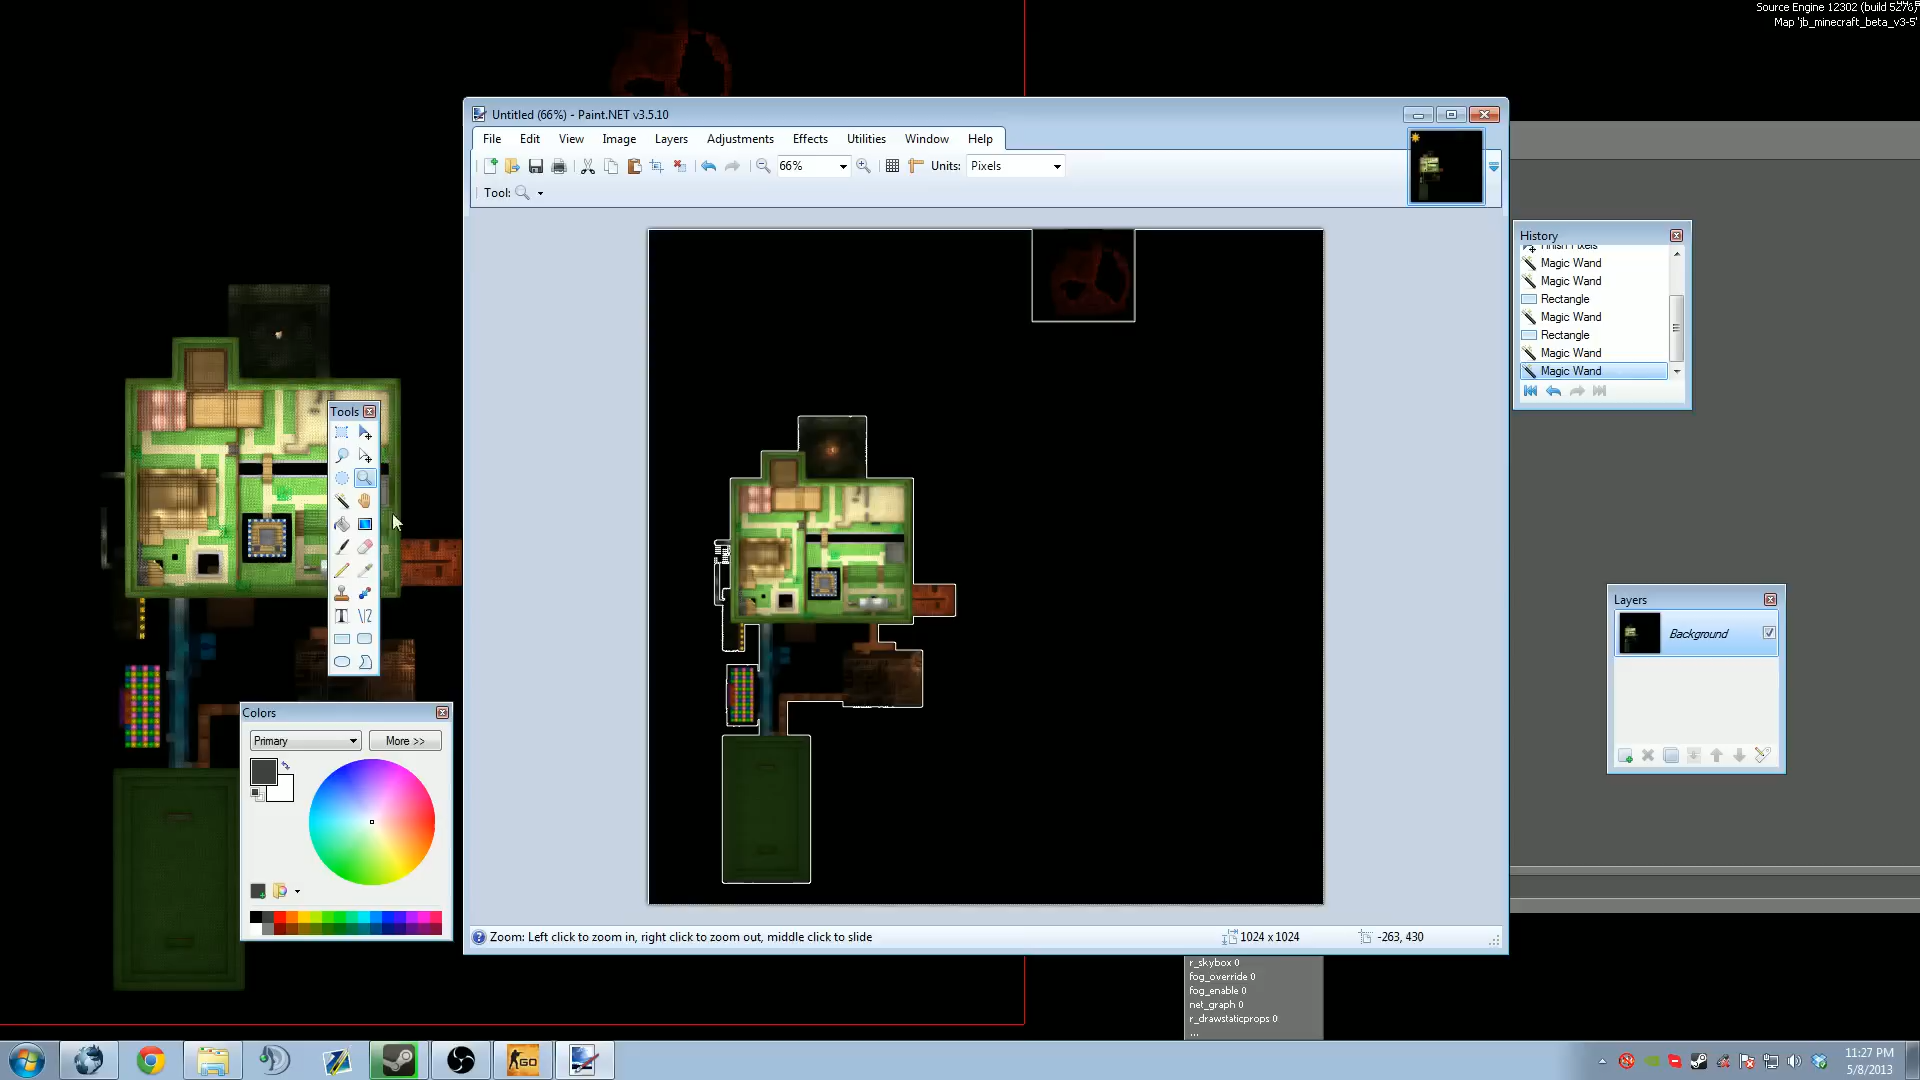 Source Engine 12302 (build 5276)
Map 'jb_minecraft_beta_v3-5'
Untitled (66%) - Paint.NET v3.5.10
File Edit View Image Layers Adjustments Effects Utilities Window Help
66% Units: Pixels
Tool:
History
Finish Pixels
Magic Wand
Magic Wand
Rectangle
Magic Wand
Rectangle
Magic Wand
Magic Wand
Tools
Layers
Background
Colors
Primary More >>
Zoom: Left click to zoom in, right click to zoom out, middle click to slide
1024 x 1024
-263, 430
r_skybox 0
fog_override 0
fog_enable 0
net_graph 0
r_drawstaticprops 0
...
GO
11:27 PM
5/8/2013